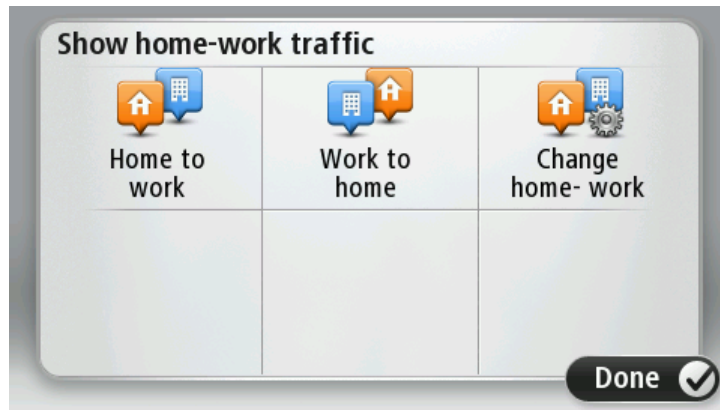 Show home-work traffic
Home to
work
Work to
home
Change
home- work
Done